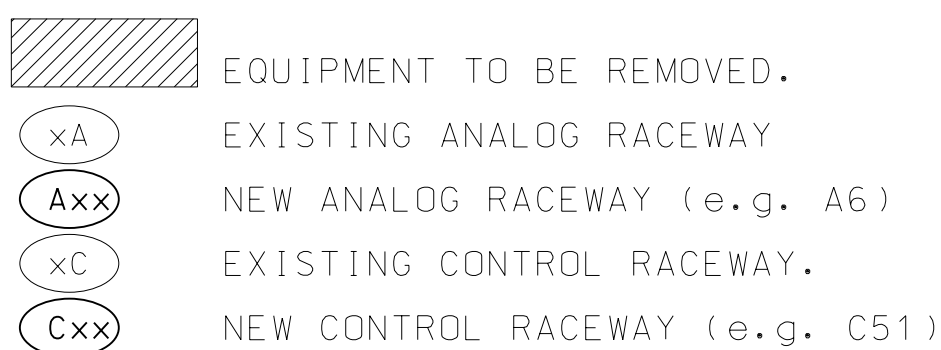 EQUIPMENT TO BE REMOVED.
xA EXISTING ANALOG RACEWAY
Axx NEW ANALOG RACEWAY (e.g. A6)
xC EXISTING CONTROL RACEWAY.
Cxx NEW CONTROL RACEWAY (e.g. C51)